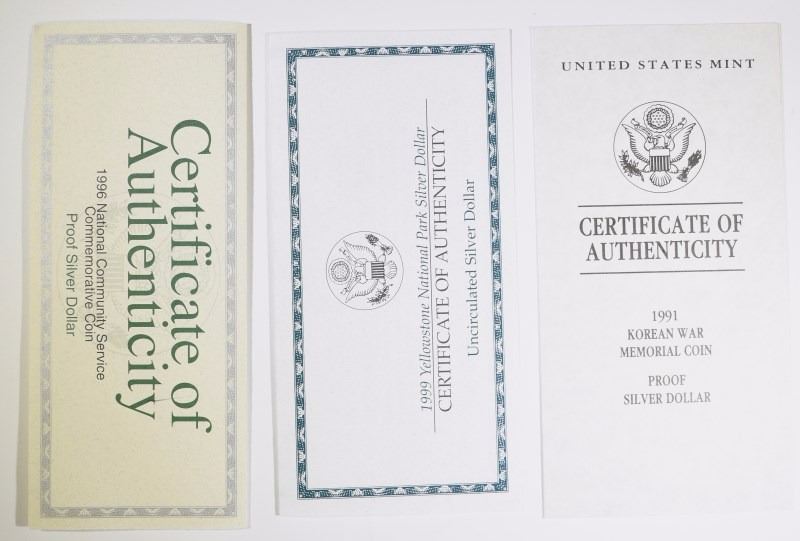 Certificate of
Authenticity
1996 National Community Service
Commemorative Coin
Proof Silver Dollar
1999 Yellowstone National Park Silver Dollar
CERTIFICATE OF AUTHENTICITY
Uncirculated Silver Dollar
UNITED STATES MINT
CERTIFICATE OF
AUTHENTICITY
1991
KOREAN WAR
MEMORIAL COIN
PROOF
SILVER DOLLAR